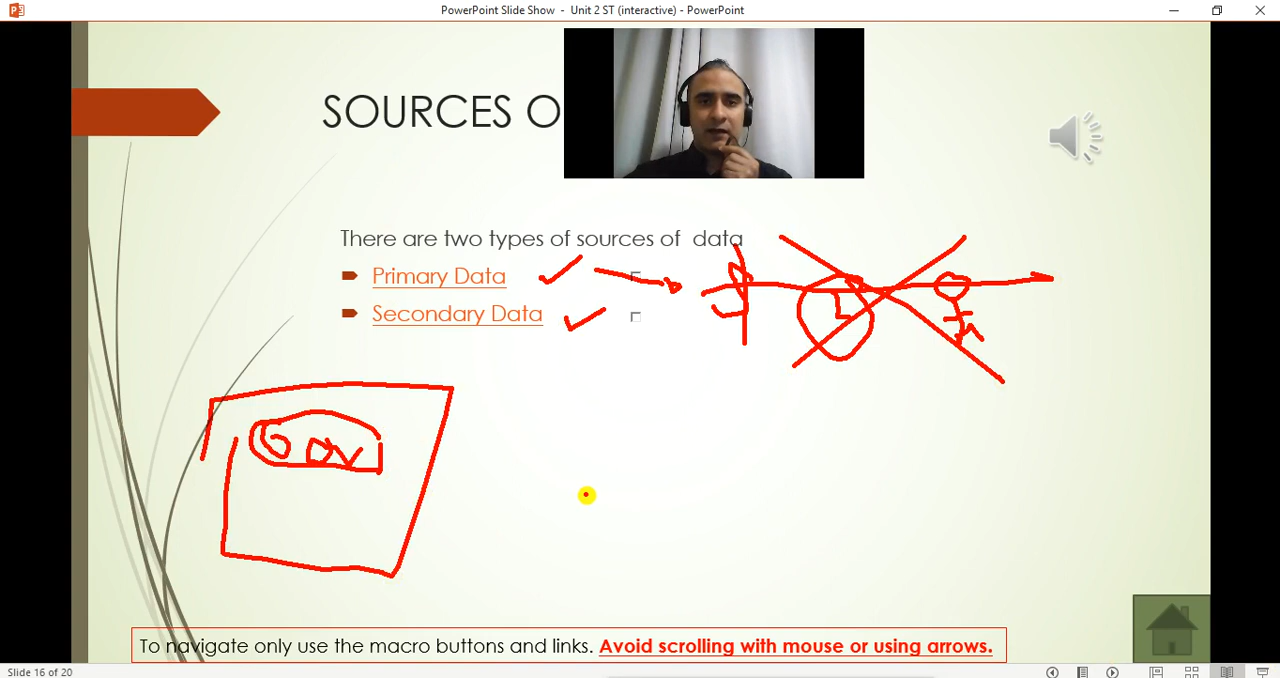 PowerPoint Slide Show - Unit 2 ST (interactive) - PowerPoint
SOURCES O
There are two types of sources of data
Primary Data
Secondary Data
Gov
To navigate only use the macro buttons and links. Avoid scrolling with mouse or using arrows.
Slide 16 of 20